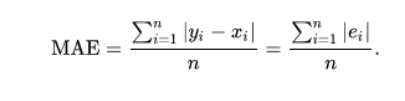 MAE = \frac{\sum_{i=1}^{n} |y_i - x_i|}{n} = \frac{\sum_{i=1}^{n} |e_i|}{n}.